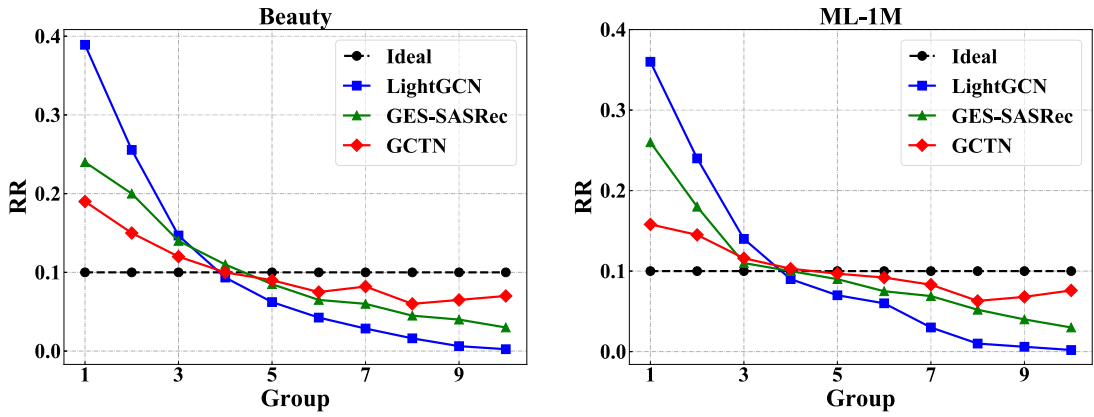 Beauty
0.4
0.3
0.2
0.1
0.0
RR
Ideal
LightGCN
GES-SASRec
GCTN
1
3
5
7
9
Group
ML-1M
0.4
0.3
0.2
0.1
0.0
RR
Ideal
LightGCN
GES-SASRec
GCTN
1
3
5
7
9
Group